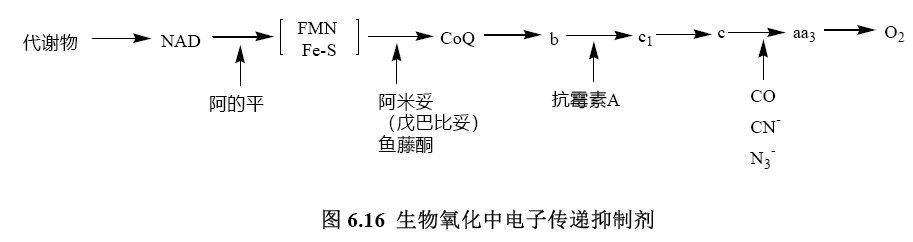 代谢物 NAD FMN Fe-S CoQ b c₁ c aa₃ O₂
阿的平
阿米妥
(戊巴比妥)
鱼藤酮
抗霉素A
CO
CN⁻
N₃⁻
图 6.16 生物氧化中电子传递抑制剂